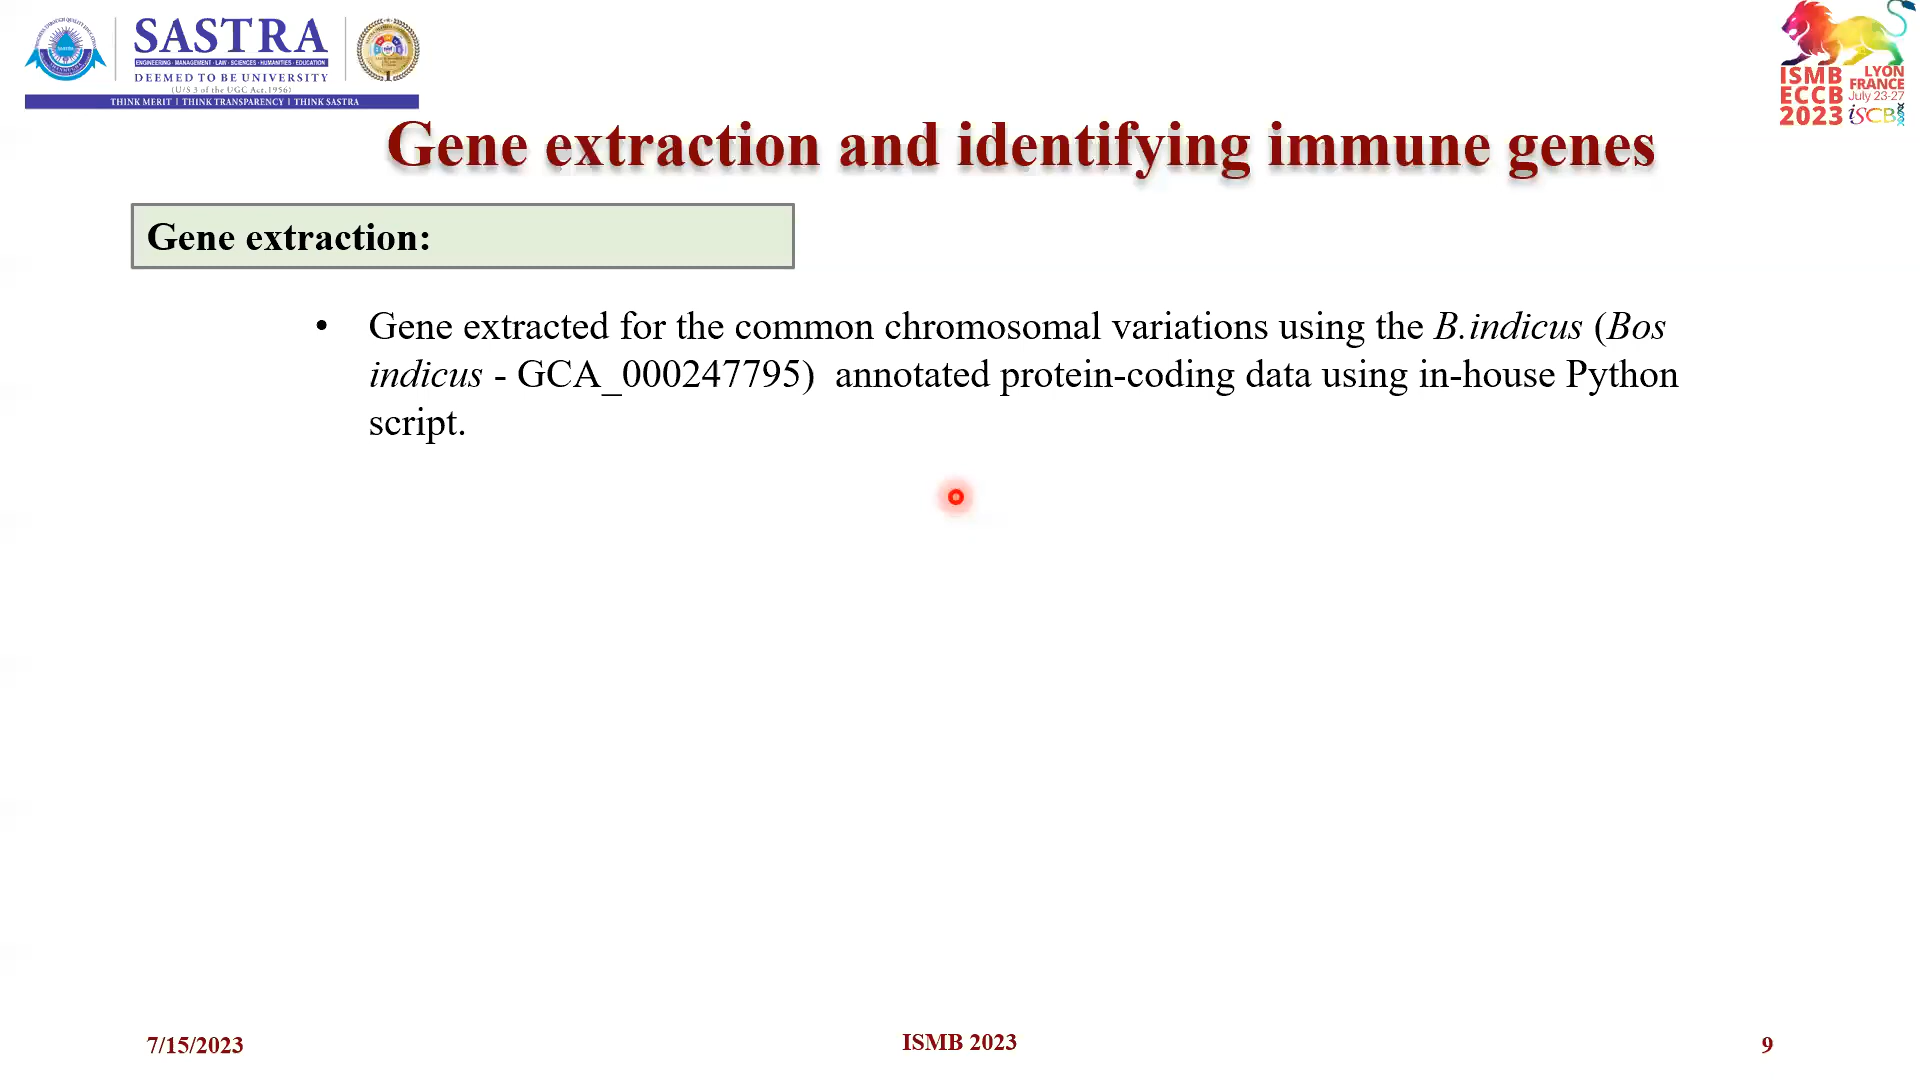 SASTRA
ENGINEERING · MANAGEMENT · LAW · SCIENCES · HUMANITIES · EDUCATION
DEEMED TO BE UNIVERSITY
(U/S 3 of the UGC Act, 1956)
THINK MERIT | THINK TRANSPARENCY | THINK SASTRA
ISMB LYON
ECCB FRANCE
2023 July 23-27
iSCB
Gene extraction and identifying immune genes
Gene extraction:
• Gene extracted for the common chromosomal variations using the B.indicus (Bos
indicus - GCA_000247795) annotated protein-coding data using in-house Python
script.
7/15/2023
ISMB 2023
9